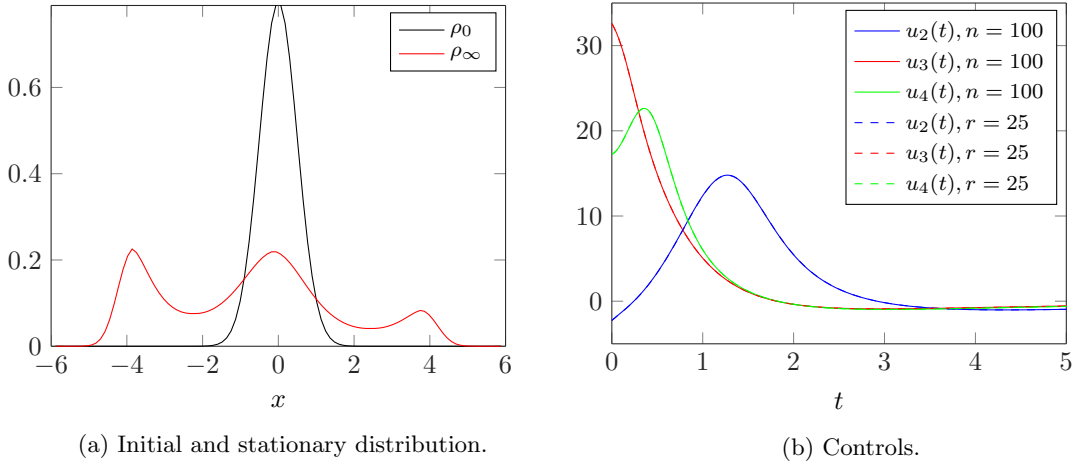 0.8
0.6
0.4
0.2
0
−6 −4 −2 0 2 4 6
x
ρ₀
ρ∞
(a) Initial and stationary distribution.
30
20
10
0
0 1 2 3 4 5
t
u₂(t), n = 100
u₃(t), n = 100
u₄(t), n = 100
u₂(t), r = 25
u₃(t), r = 25
u₄(t), r = 25
(b) Controls.